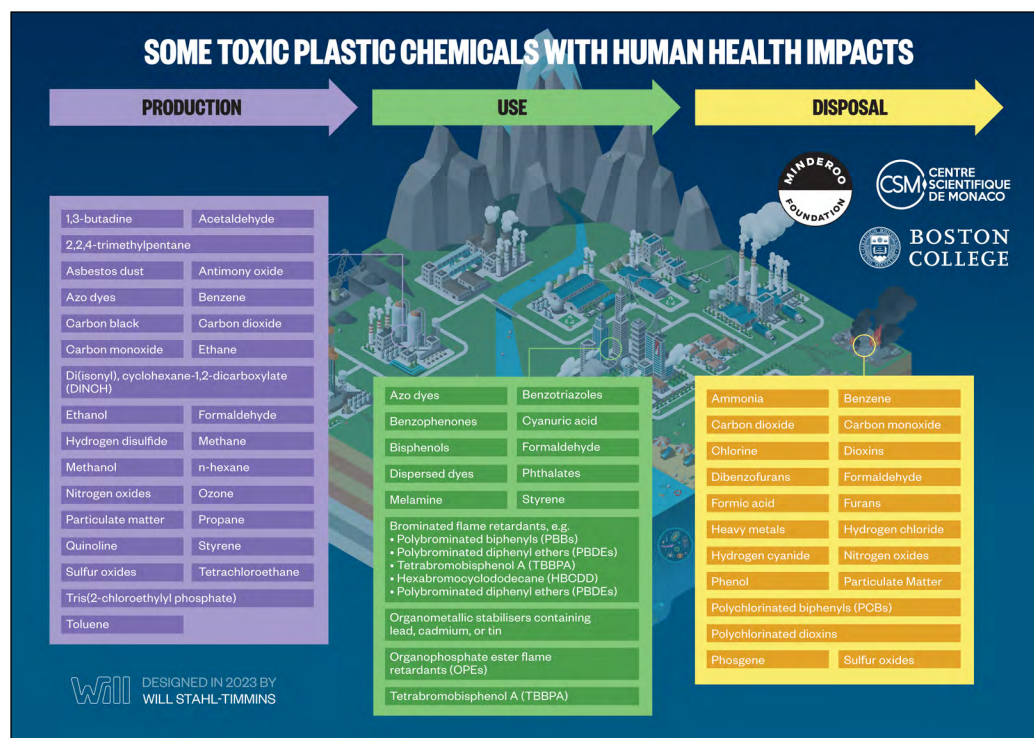 SOME TOXIC PLASTIC CHEMICALS WITH HUMAN HEALTH IMPACTS
PRODUCTION
USE
DISPOSAL
MINDEROO
FOUNDATION
CSM
CENTRE
SCIENTIFIQUE
DE MONACO
BOSTON
COLLEGE
1,3-butadine
Acetaldehyde
2,2,4-trimethylpentane
Asbestos dust
Antimony oxide
Azo dyes
Benzene
Carbon black
Carbon dioxide
Carbon monoxide
Ethane
Di(isonyl), cyclohexane-1,2-dicarboxylate
(DINCH)
Ethanol
Formaldehyde
Hydrogen disulfide
Methane
Methanol
n-hexane
Nitrogen oxides
Ozone
Particulate matter
Propane
Quinoline
Styrene
Sulfur oxides
Tetrachloroethane
Tris(2-chloroethylyl phosphate)
Toluene
Azo dyes
Benzotriazoles
Benzophenones
Cyanuric acid
Bisphenols
Formaldehyde
Dispersed dyes
Phthalates
Melamine
Styrene
Brominated flame retardants, e.g.
• Polybrominated biphenyls (PBBs)
• Polybrominated diphenyl ethers (PBDEs)
• Tetrabromobisphenol A (TBBPA)
• Hexabromocyclododecane (HBCDD)
• Polybrominated diphenyl ethers (PBDEs)
Organometallic stabilisers containing
lead, cadmium, or tin
Organophosphate ester flame
retardants (OPEs)
Tetrabromobisphenol A (TBBPA)
Ammonia
Benzene
Carbon dioxide
Carbon monoxide
Chlorine
Dioxins
Dibenzofurans
Formaldehyde
Formic acid
Furans
Heavy metals
Hydrogen chloride
Hydrogen cyanide
Nitrogen oxides
Phenol
Particulate Matter
Polychlorinated biphenyls (PCBs)
Polychlorinated dioxins
Phosgene
Sulfur oxides
Will
DESIGNED IN 2023 BY
WILL STAHL-TIMMINS